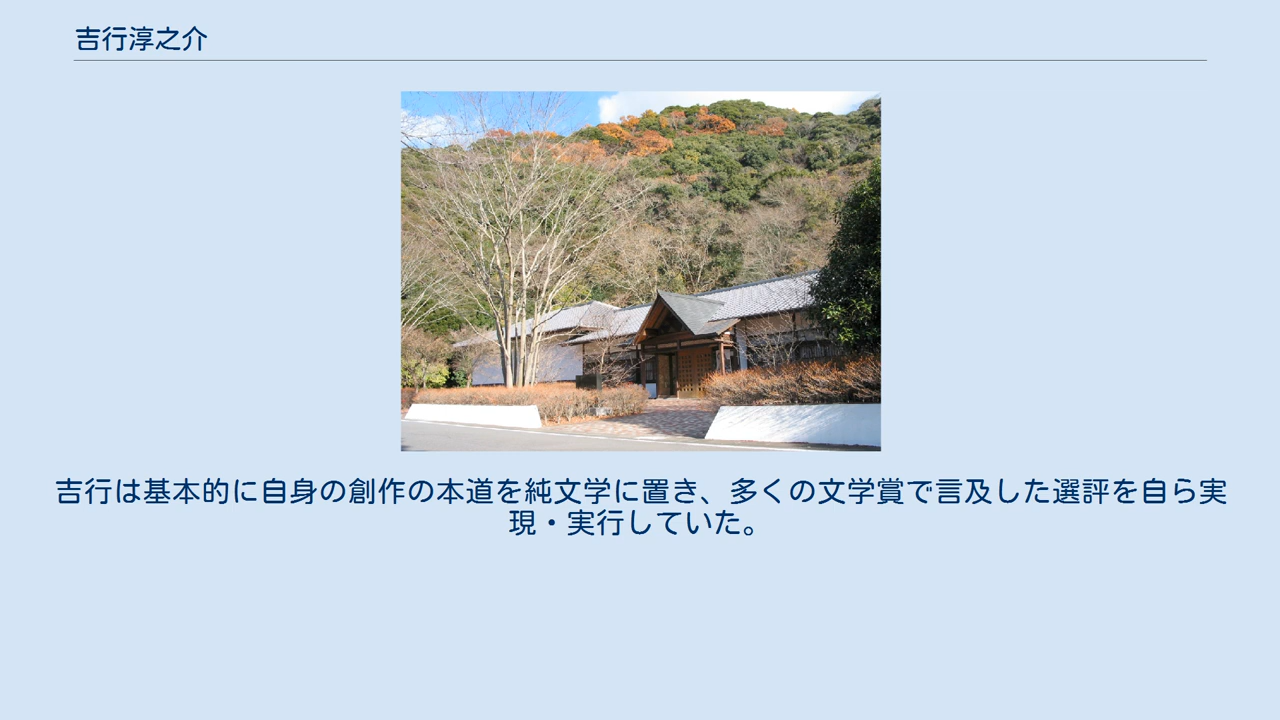 吉行淳之介
吉行は基本的に自身の創作の本道を純文学に置き、多くの文学賞で言及した選評を自ら実
現・実行していた。